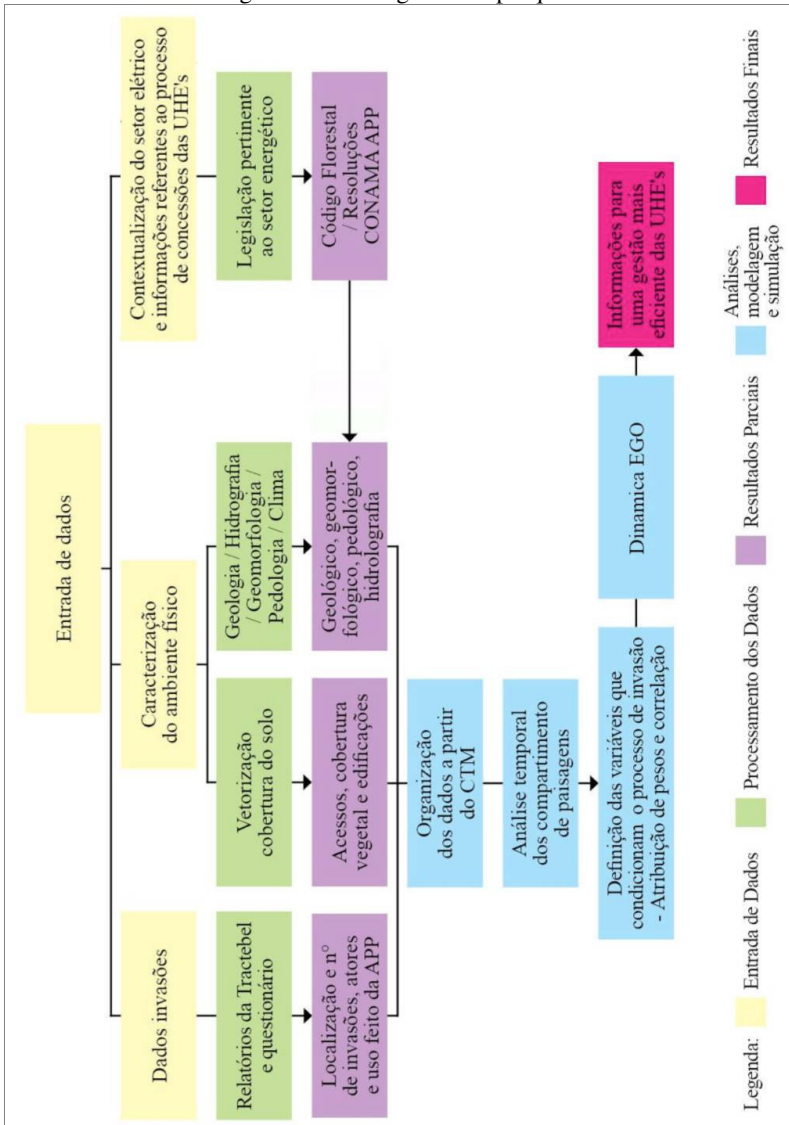 Entrada de dados
Dados invasões
Caracterização
do ambiente físico
Contextualização do setor elétrico
e informações referentes ao processo
de concessões das UHE's
Relatórios da Tractebel
e questionário
Vetorização
cobertura do solo
Geologia / Hidrografia
/ Geomorfologia /
Pedologia / Clima
Legislação pertinente
ao setor energético
Localização e n°
de invasões, atores
e uso feito da APP
Acessos, cobertura
vegetal e edificações
Geológico, geomor-
fológico, pedológico,
hidrolografia
Código Florestal
/ Resoluções
CONAMA APP
Organização
dos dados a partir
do CTM
Análise temporal
dos compartimento
de paisagens
Definição das variáveis que
condicionam o processo de invasão
- Atribuição de pesos e correlação
Dinamica EGO
Informações para
uma gestão mais
eficiente das UHE's
Legenda:
Entrada de Dados
Processamento dos Dados
Resultados Parciais
Análises,
modelagem
e simulação
Resultados Finais